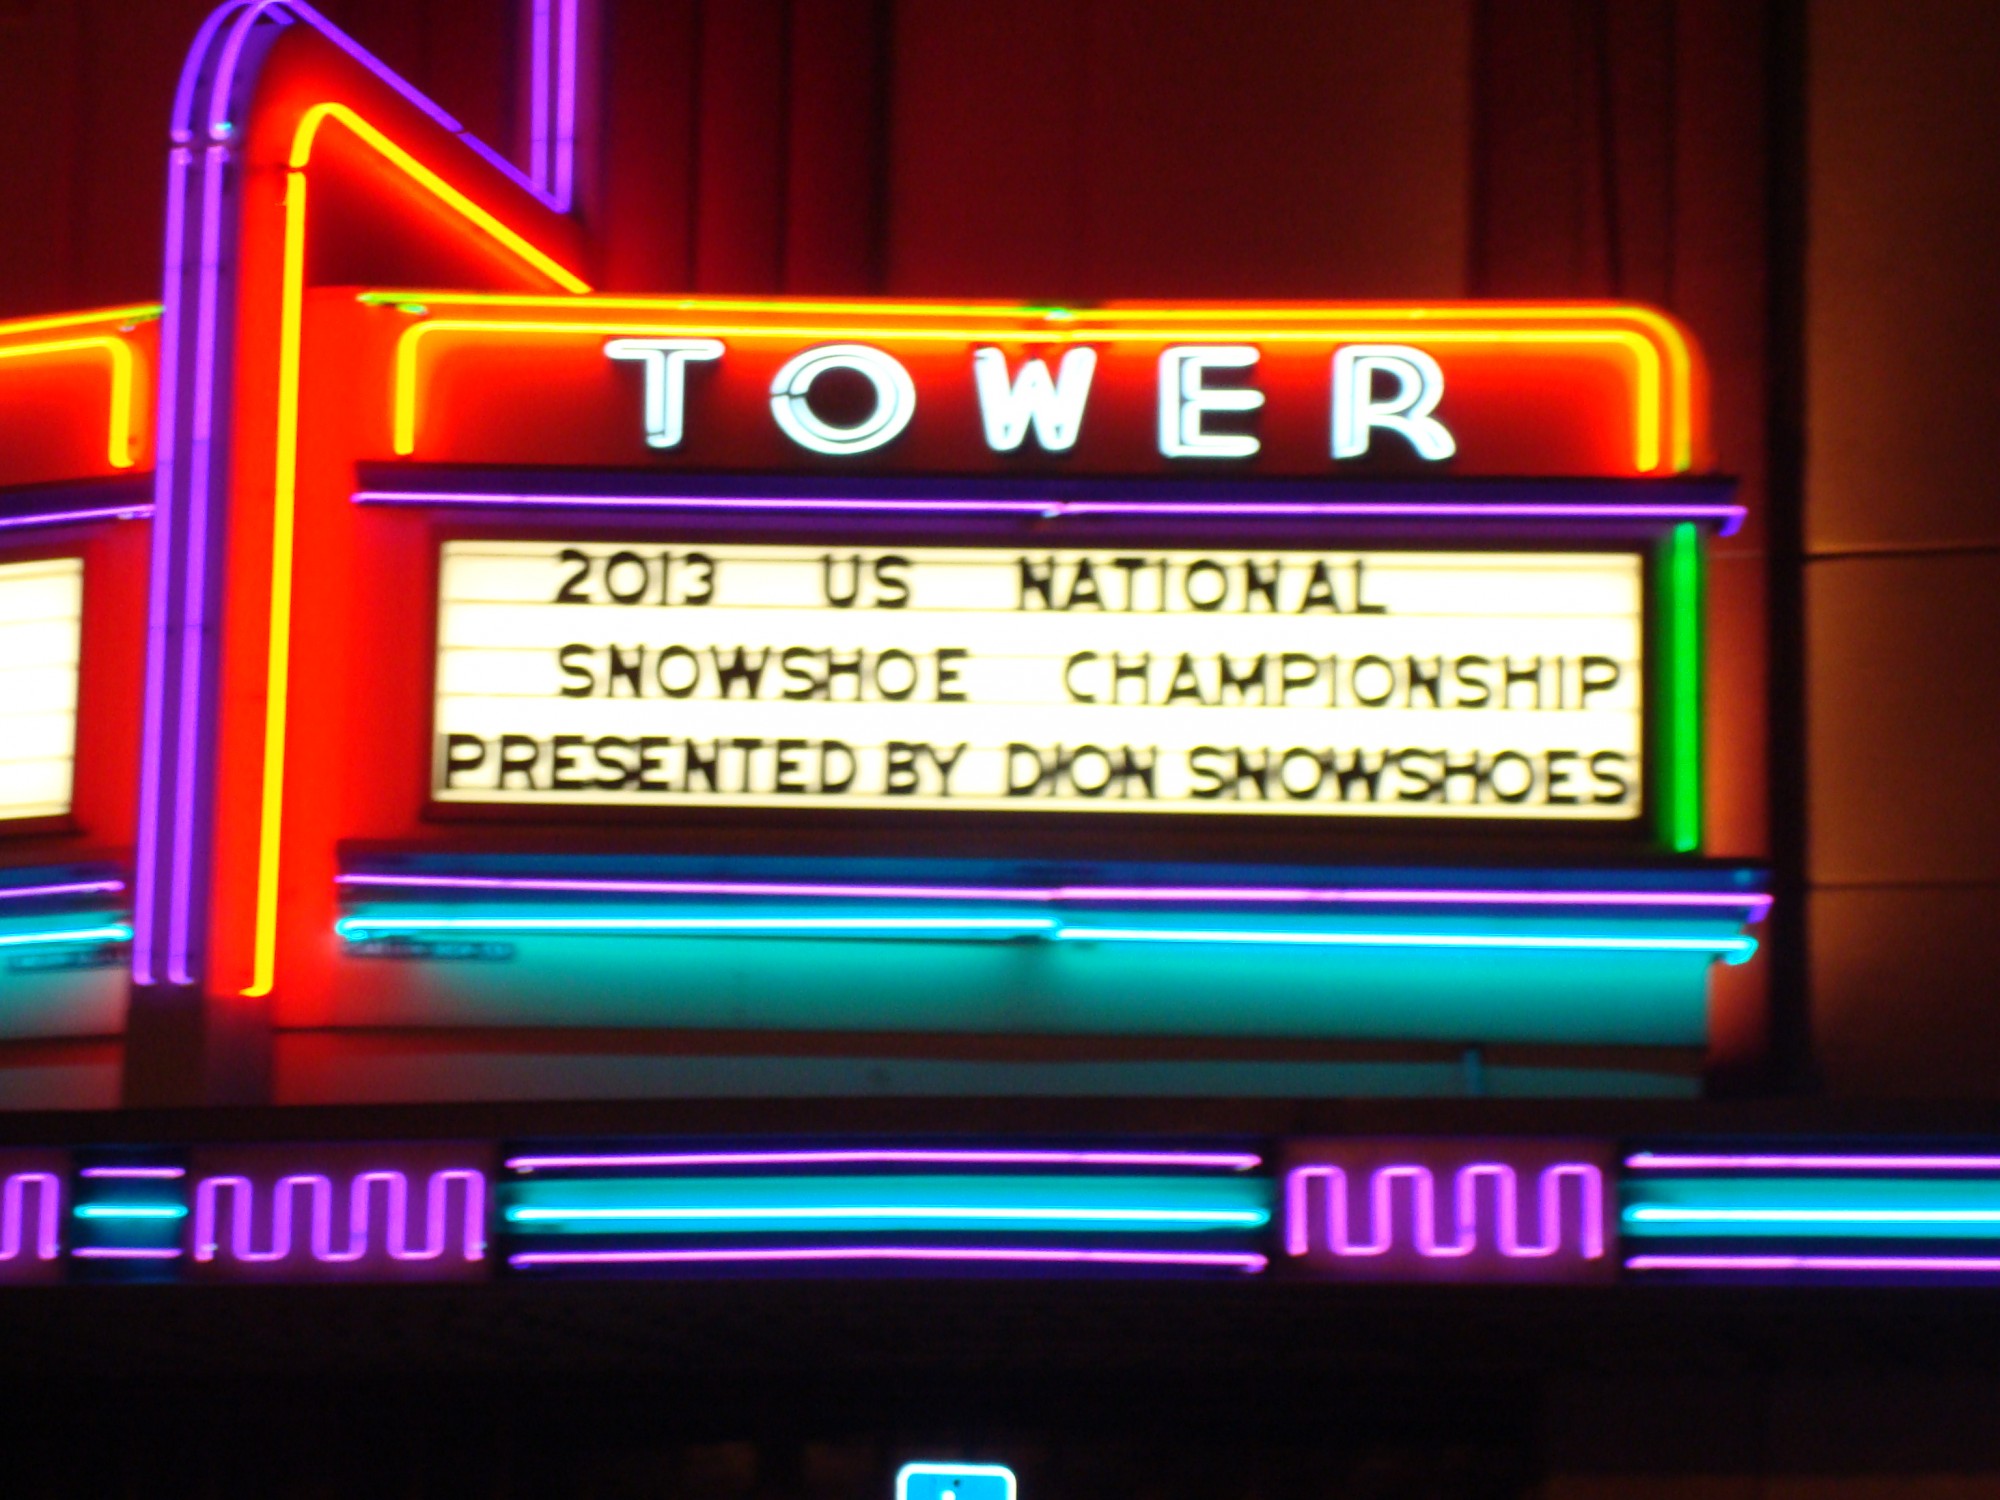 TOWER
2013 US NATIONAL
SNOWSHOE CHAMPIONSHIP
PRESENTED BY DION SNOWSHOES